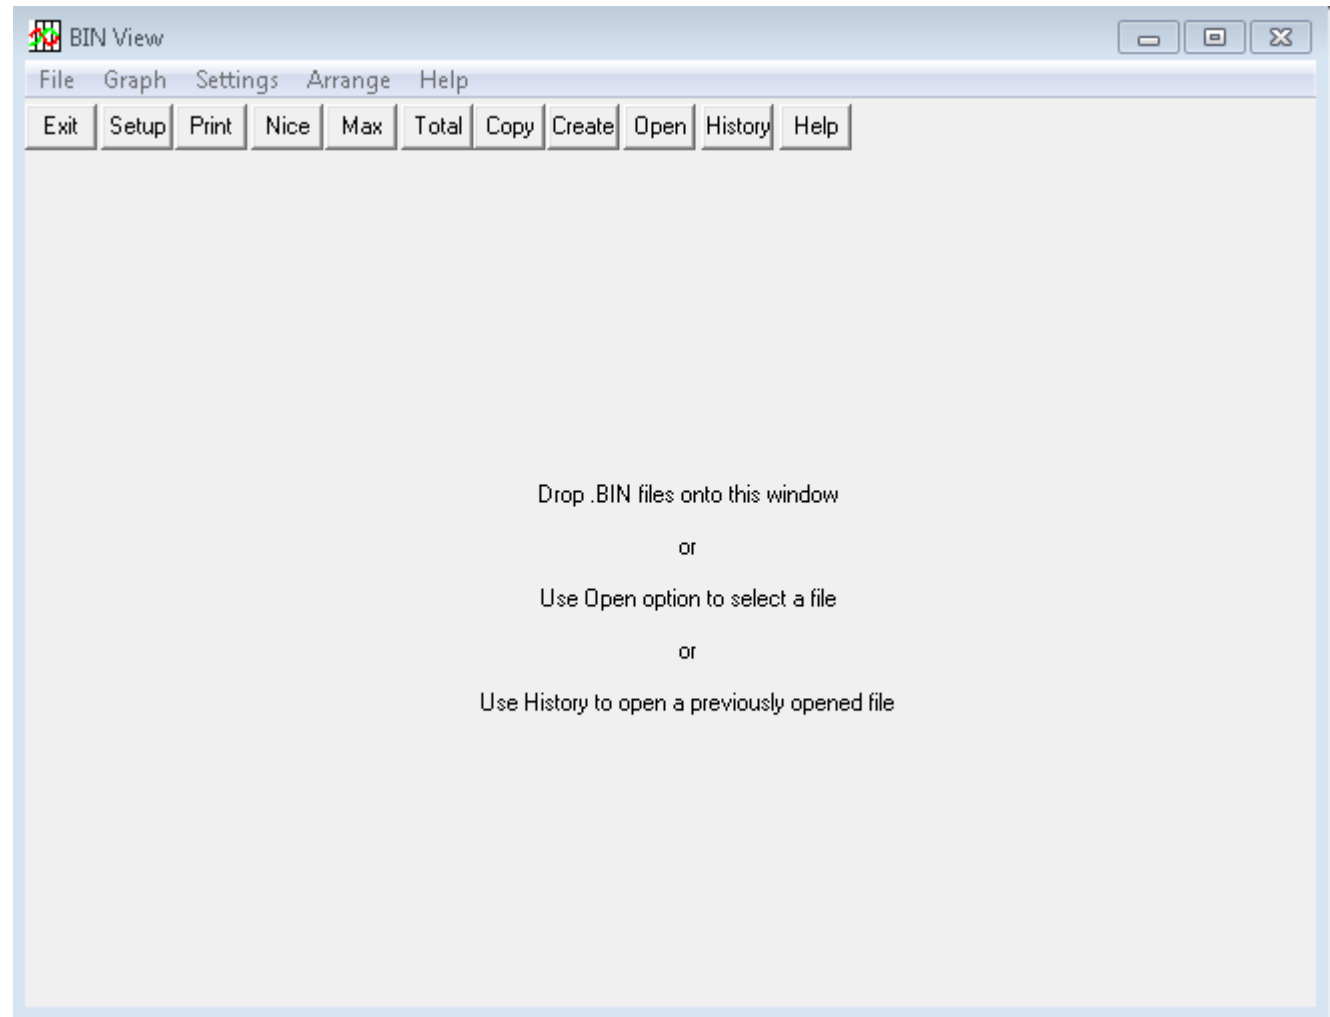 BIN View
File Graph Settings Arrange Help
Exit Setup Print Nice Max Total Copy Create Open History Help
Drop .BIN files onto this window
or
Use Open option to select a file
or
Use History to open a previously opened file